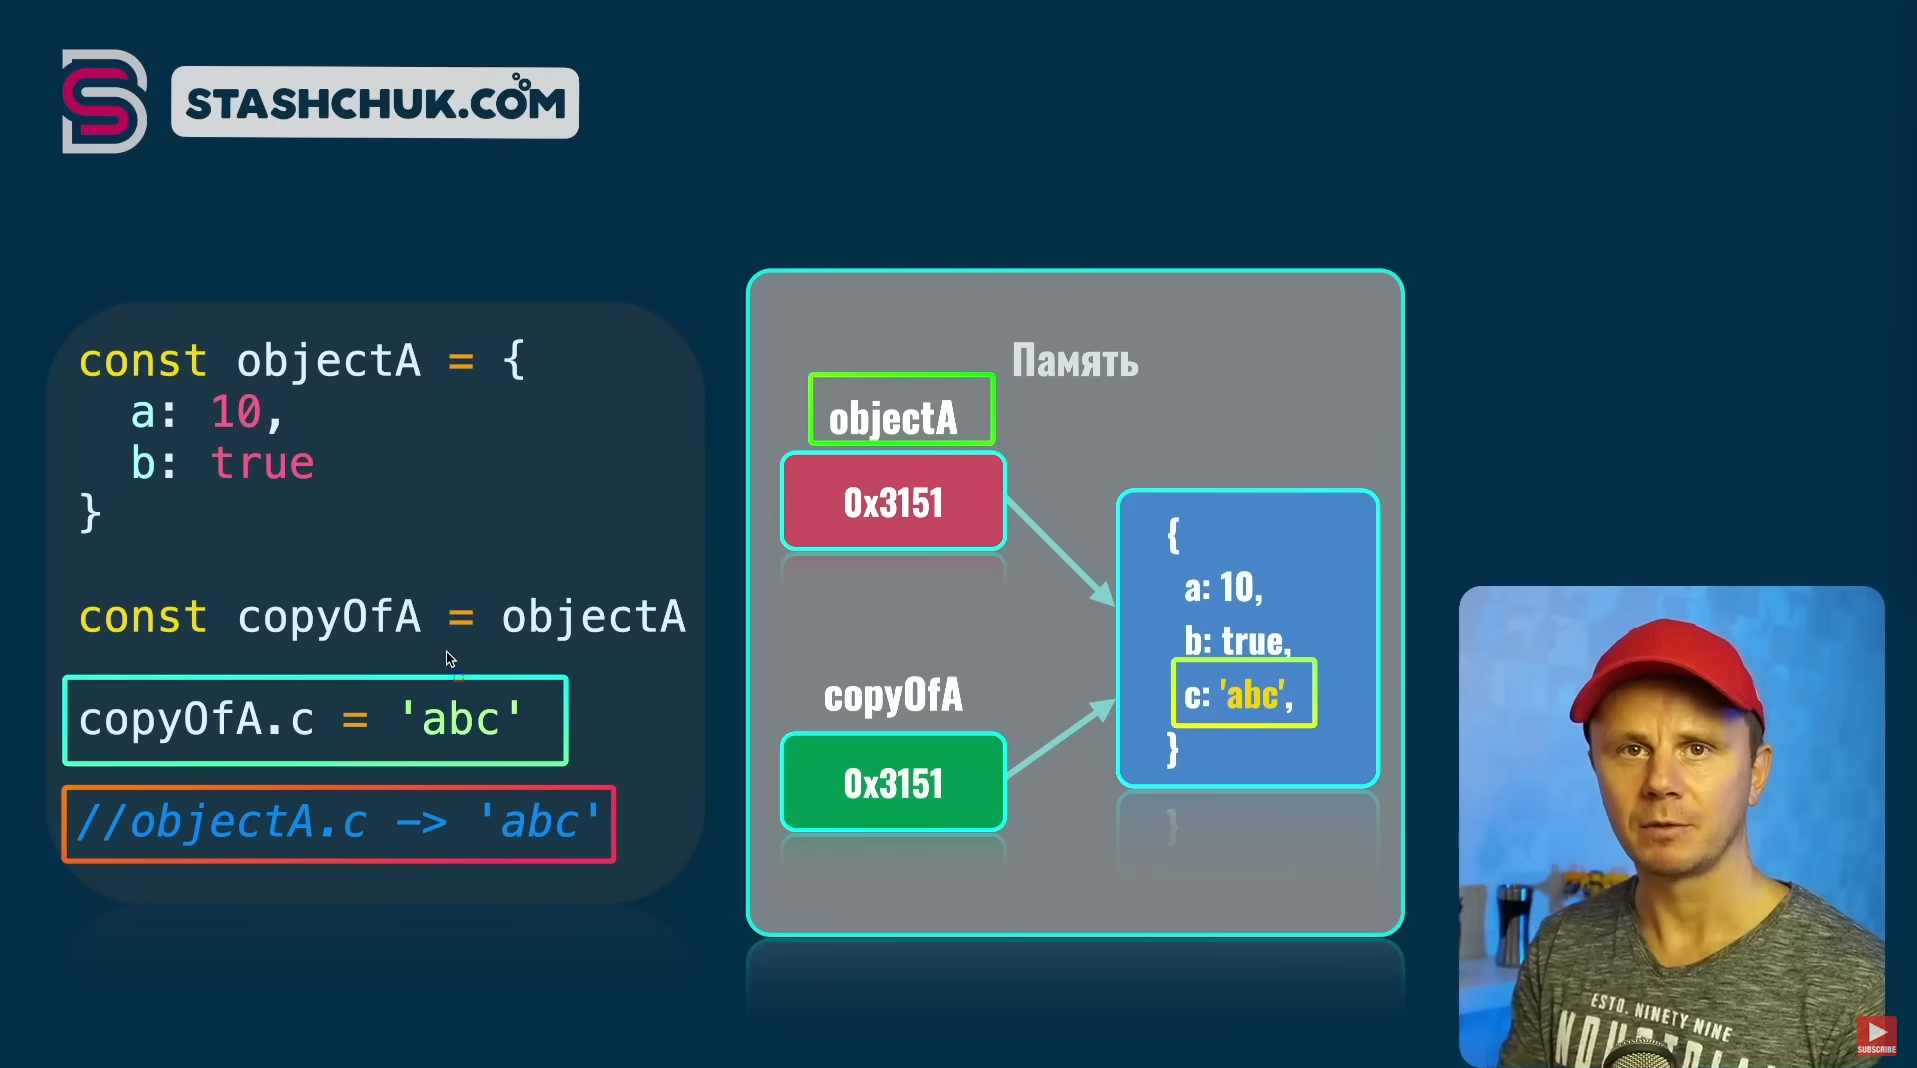 STASHCHUK.COM
const objectA = {
a: 10,
b: true
}
const copyOfA = objectA
copyOfA.c = 'abc'
//objectA.c -> 'abc'
Память
objectA
0x3151
copyOfA
0x3151
{
a: 10,
b: true,
c: 'abc',
}
ESTD. NINETY NINE
SUBSCRIBE